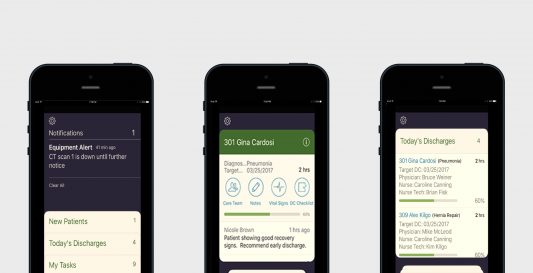 Notifications 1
Equipment Alert 41 min ago
CT scan 1 is down until further
notice
Clear All
New Patients 1
Today's Discharges 4
My Tasks 9
301 Gina Cardosi
Diagnos... Pneumonia
Target... 03/25/2017 2 hrs
Care Team Notes Vital Signs DC Checklist
60%
Nicole Brown 1 hrs ago
Patient showing good recovery
signs. Recommend early discharge.
Today's Discharges 4
301 Gina Cardosi (Pneumonia) 2 hrs
Target DC: 03/25/2017
Physician: Bruce Weiner
Nurse: Caroline Canning
Nurse Tech: Brian Fisk
60%
309 Alex Kilgo (Hernia Repair) 2 hrs
Target DC: 03/25/2017
Physician: Mike McLeod
Nurse: Caroline Canning
Nurse Tech: Kim Fisk
60%